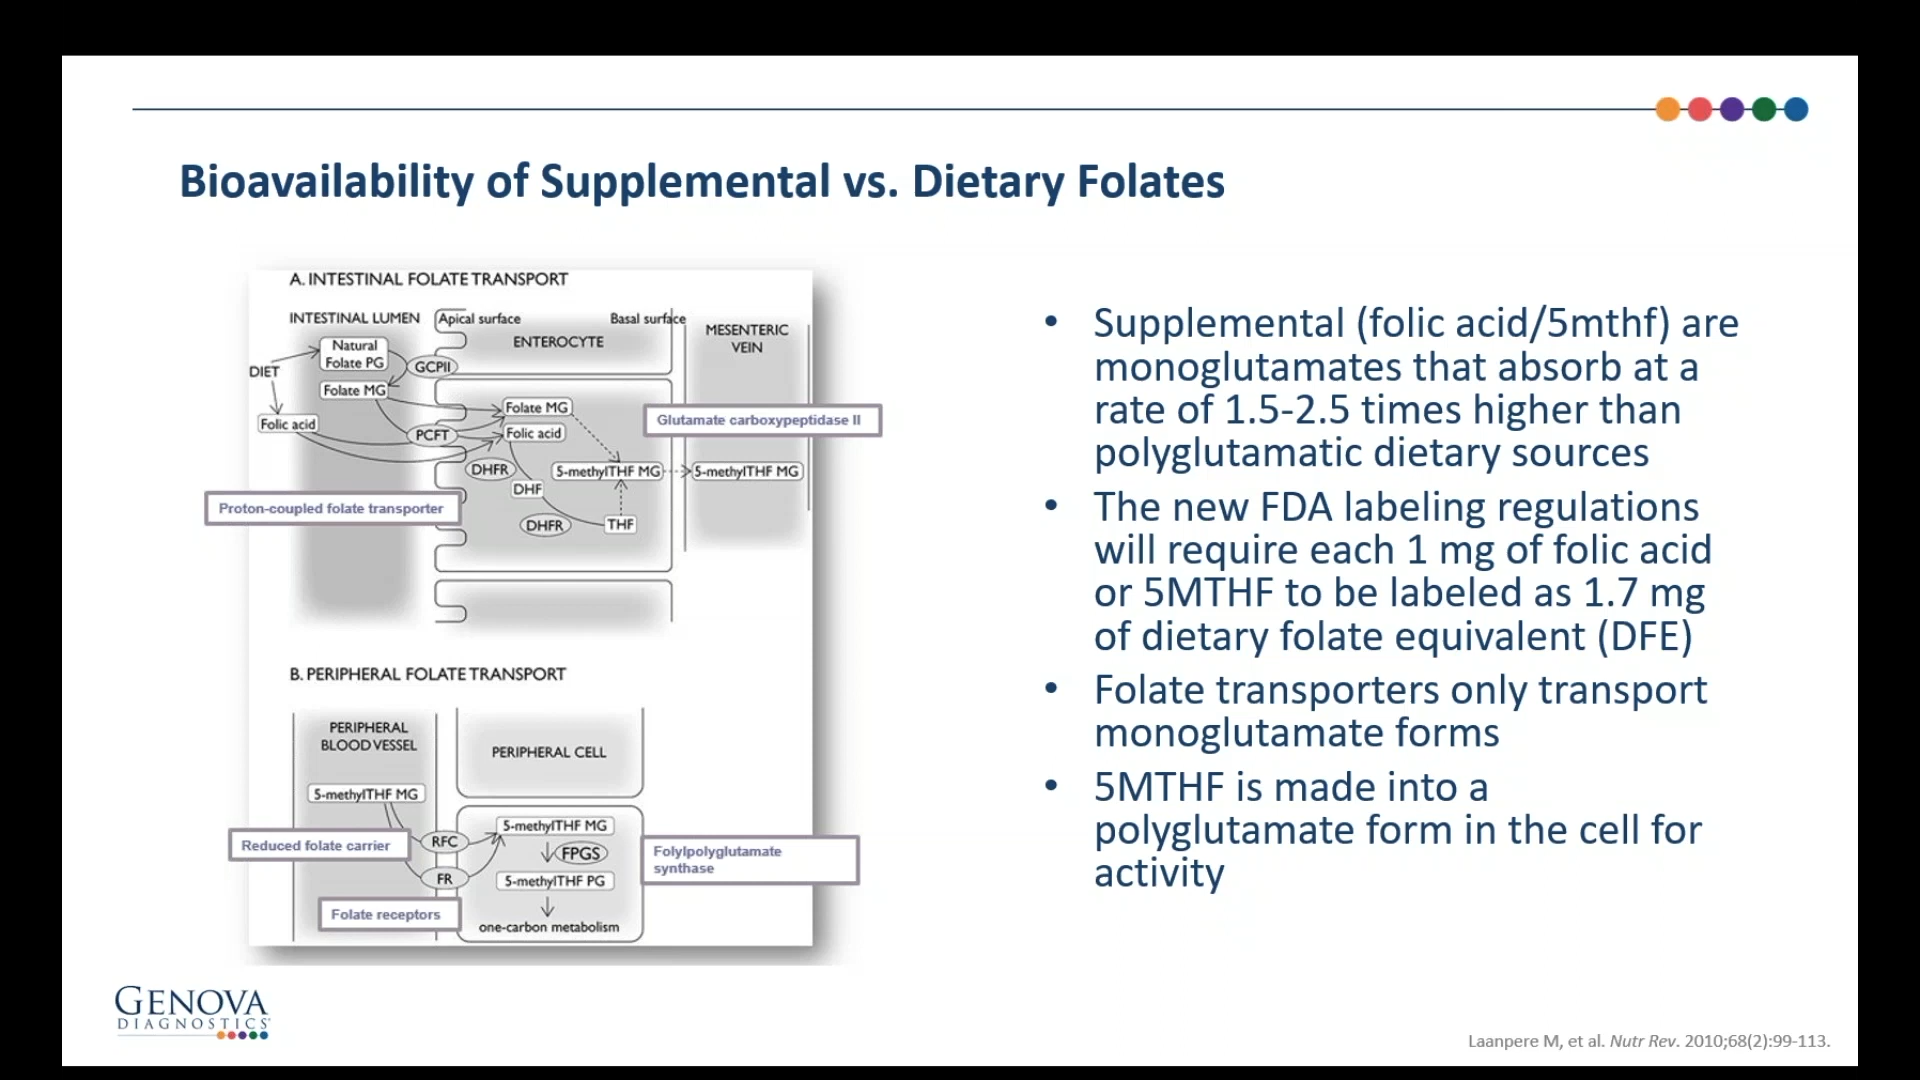 Bioavailability of Supplemental vs. Dietary Folates
A. INTESTINAL FOLATE TRANSPORT
INTESTINAL LUMEN
Apical surface
Basal surface
ENTEROCYTE
MESENTERIC
VEIN
DIET
Natural
Folate PG
GCPII
Folate MG
Folic acid
PCFT
Folate MG
Folic acid
Glutamate carboxypeptidase II
DHFR
5-methylTHF MG
5-methylTHF MG
DHF
Proton-coupled folate transporter
DHFR
THF
B. PERIPHERAL FOLATE TRANSPORT
PERIPHERAL
BLOOD VESSEL
PERIPHERAL CELL
5-methylTHF MG
Reduced folate carrier
RFC
5-methylTHF MG
FPGS
Folylpolyglutamate
synthase
FR
5-methylTHF PG
Folate receptors
one-carbon metabolism
• Supplemental (folic acid/5mthf) are
monoglutamates that absorb at a
rate of 1.5-2.5 times higher than
polyglutamatic dietary sources
• The new FDA labeling regulations
will require each 1 mg of folic acid
or 5MTHF to be labeled as 1.7 mg
of dietary folate equivalent (DFE)
• Folate transporters only transport
monoglutamate forms
• 5MTHF is made into a
polyglutamate form in the cell for
activity
GENOVA
DIAGNOSTICS
Laanpere M, et al. Nutr Rev. 2010;68(2):99-113.